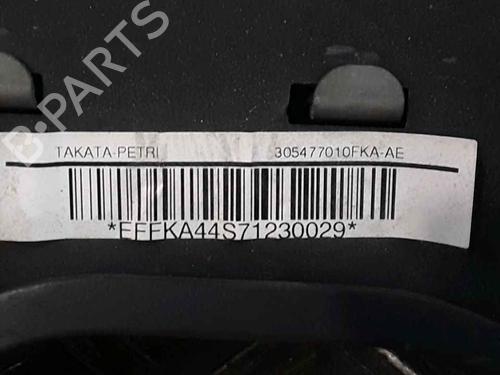 B-PARTS
TAKATA-PETRI 305477010FKA-AE
*EFFKA44S71230029*